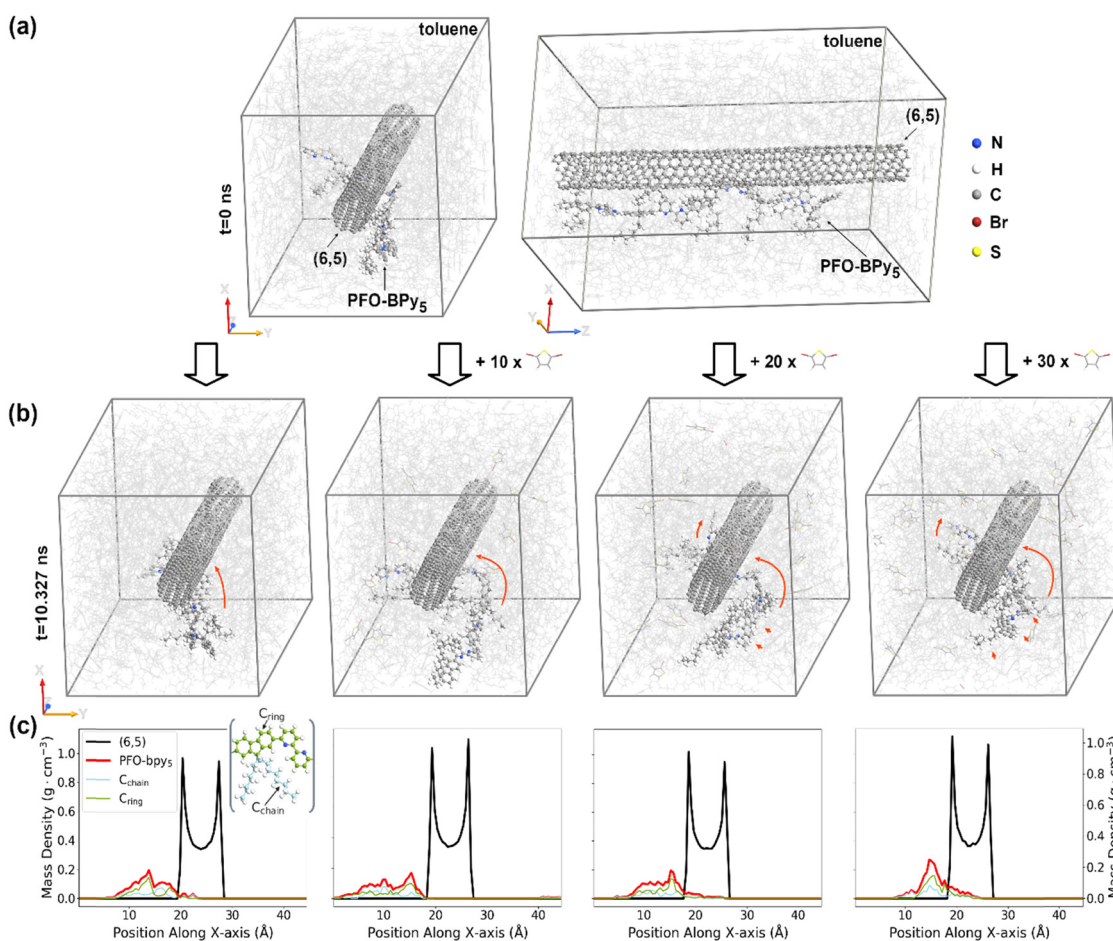 (a)
toluene
toluene
(6,5)
N
H
C
Br
S
t=0 ns
(6,5)
PFO-BPy5
PFO-BPy5
X
Y
Z
X
Y
Z
+ 10 x
+ 20 x
+ 30 x
(b)
t=10.327 ns
X
Z
Y
(c)
(6,5)
PFO-bpy5
Cchain
Cring
Cring
Cchain
Mass Density (g · cm−3)
1.0
0.8
0.6
0.4
0.2
0.0
1.0
0.8
0.6
0.4
0.2
0.0
Mass Density (g · cm−3)
10 20 30 40
10 20 30 40
10 20 30 40
10 20 30 40
Position Along X-axis (Å)
Position Along X-axis (Å)
Position Along X-axis (Å)
Position Along X-axis (Å)